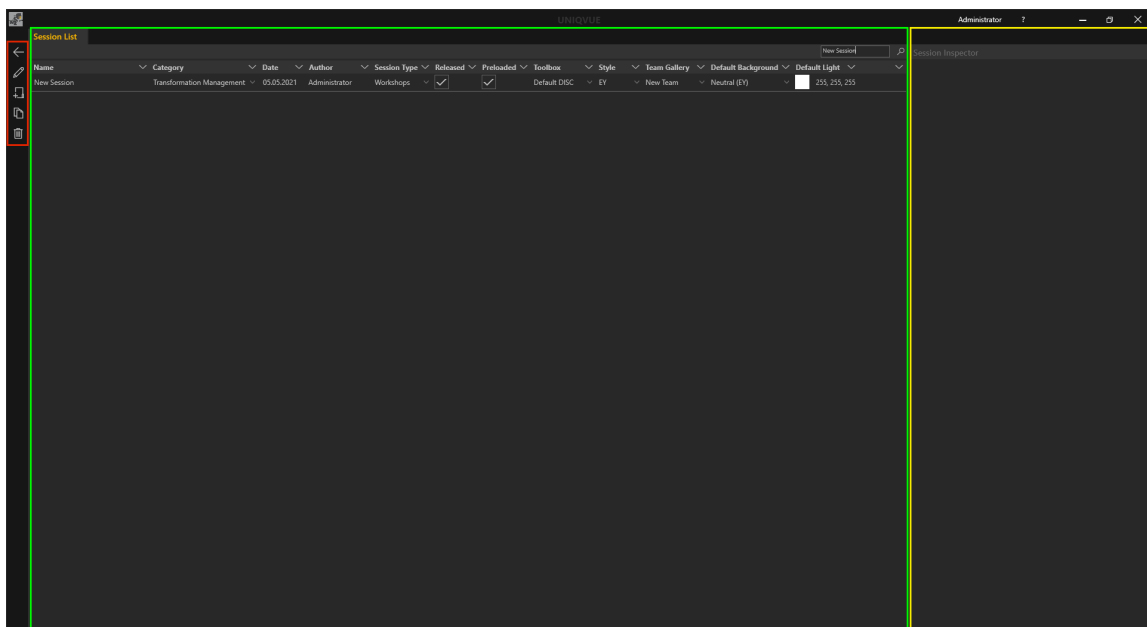 UNIQVUE
Administrator ?
Session List
New Session
Session Inspector
Name Category Date Author Session Type Released Preloaded Toolbox Style Team Gallery Default Background Default Light
New Session Transformation Management 05.05.2021 Administrator Workshops Default DISC EY New Team Neutral (EY) 255, 255, 255